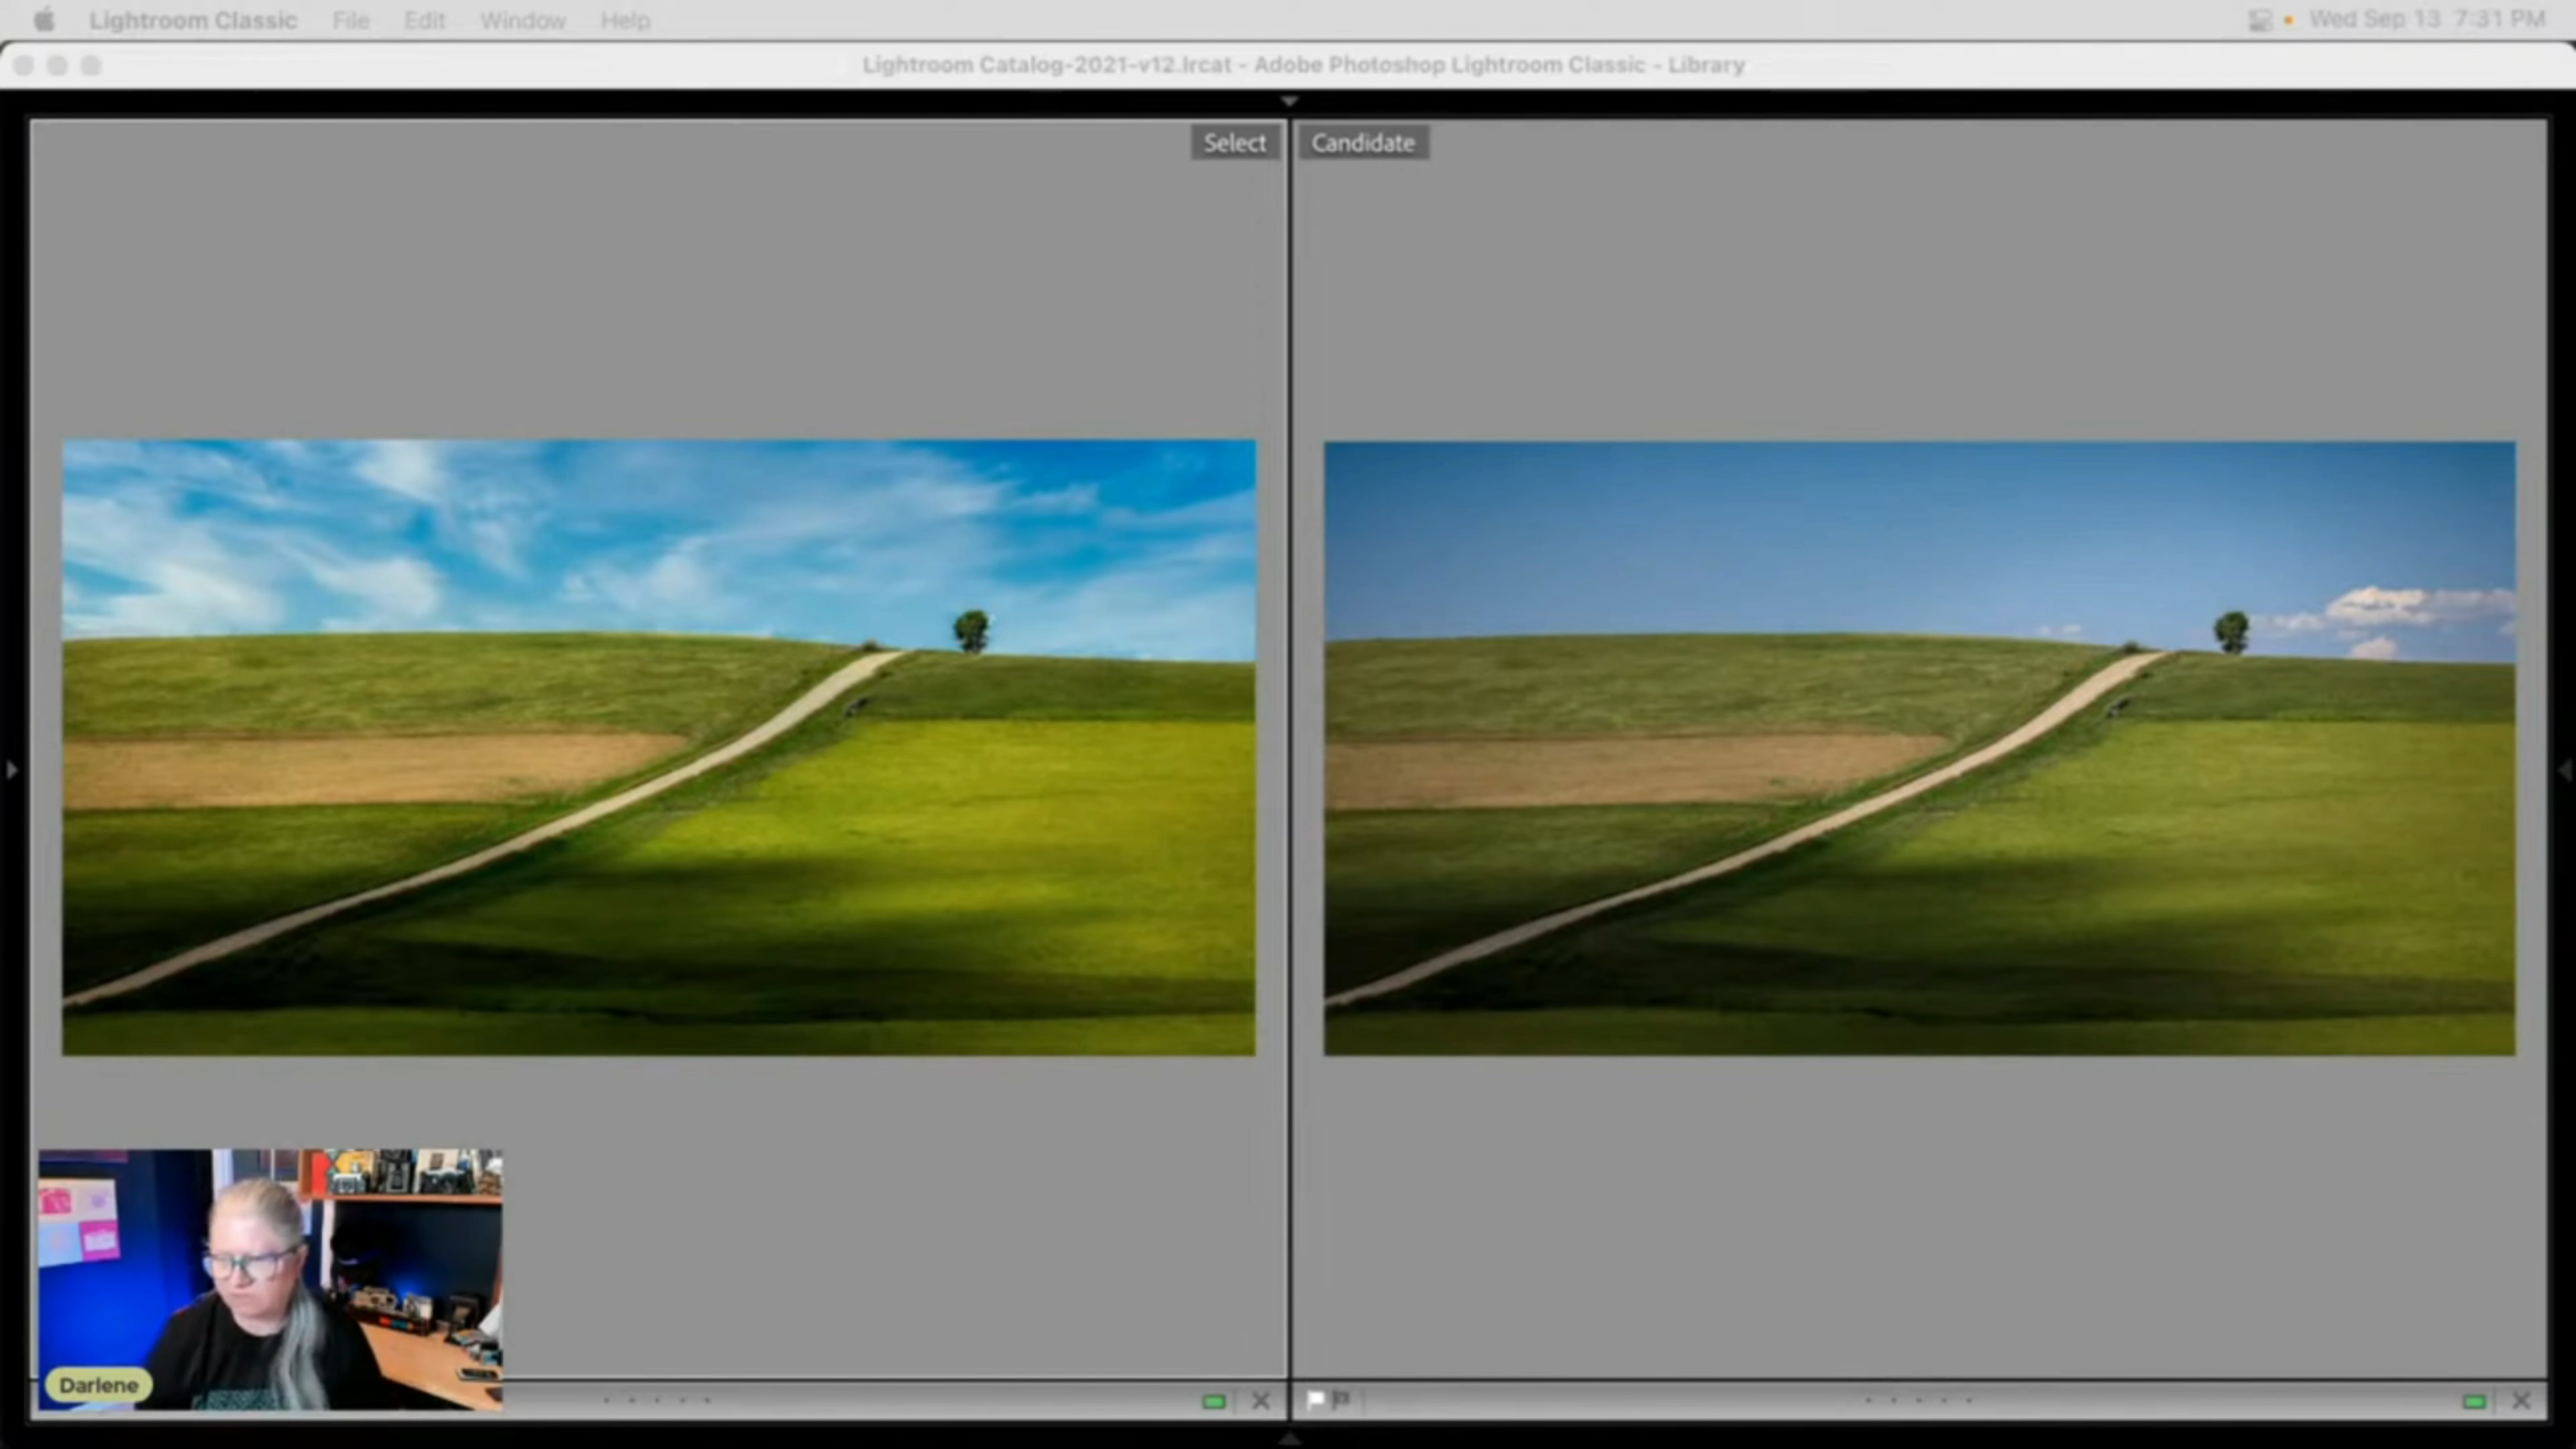 Lightroom Classic File Edit Window Help Wed Sep 13 7:31 PM
Lightroom Catalog-2021-v12.lrcat - Adobe Photoshop Lightroom Classic - Library
Select Candidate
Darlene